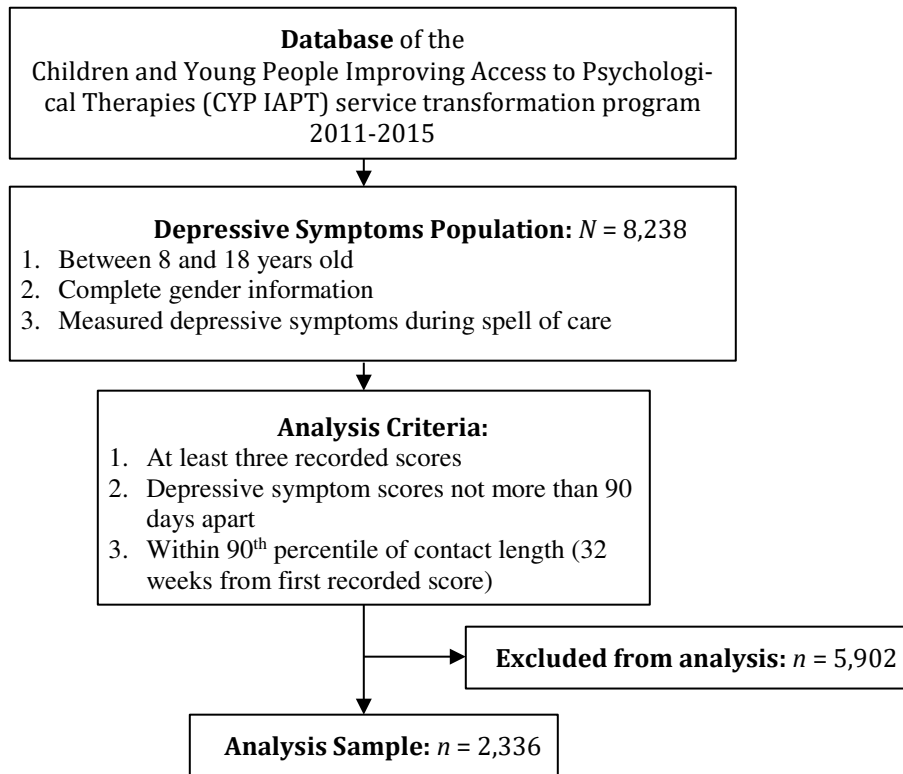 Database of the
Children and Young People Improving Access to Psychologi-
cal Therapies (CYP IAPT) service transformation program
2011-2015
Depressive Symptoms Population: N = 8,238
1. Between 8 and 18 years old
2. Complete gender information
3. Measured depressive symptoms during spell of care
Analysis Criteria:
1. At least three recorded scores
2. Depressive symptom scores not more than 90
days apart
3. Within 90th percentile of contact length (32
weeks from first recorded score)
Excluded from analysis: n = 5,902
Analysis Sample: n = 2,336